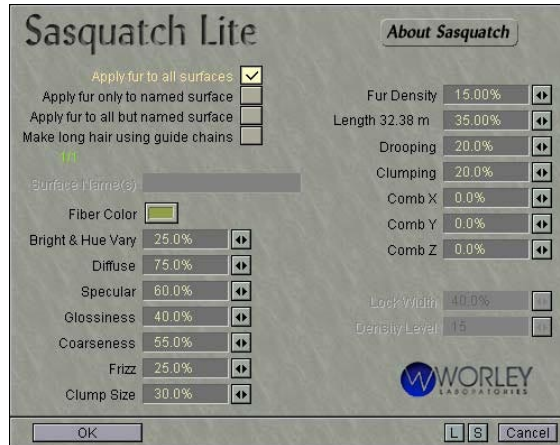 Sasquatch Lite
About Sasquatch
Apply fur to all surfaces
Apply fur only to named surface
Apply fur to all but named surface
Make long hair using guide chains
1/1
Surface Name(s)
Fiber Color
Bright & Hue Vary 25.0%
Diffuse 75.0%
Specular 60.0%
Glossiness 40.0%
Coarseness 55.0%
Frizz 25.0%
Clump Size 30.0%
Fur Density 15.00%
Length 32.38 m 35.00%
Drooping 20.0%
Clumping 20.0%
Comb X 0.0%
Comb Y 0.0%
Comb Z 0.0%
Lock Width 40.0%
Density Level 15
WORLEY
LABORATORIES
OK
L S Cancel